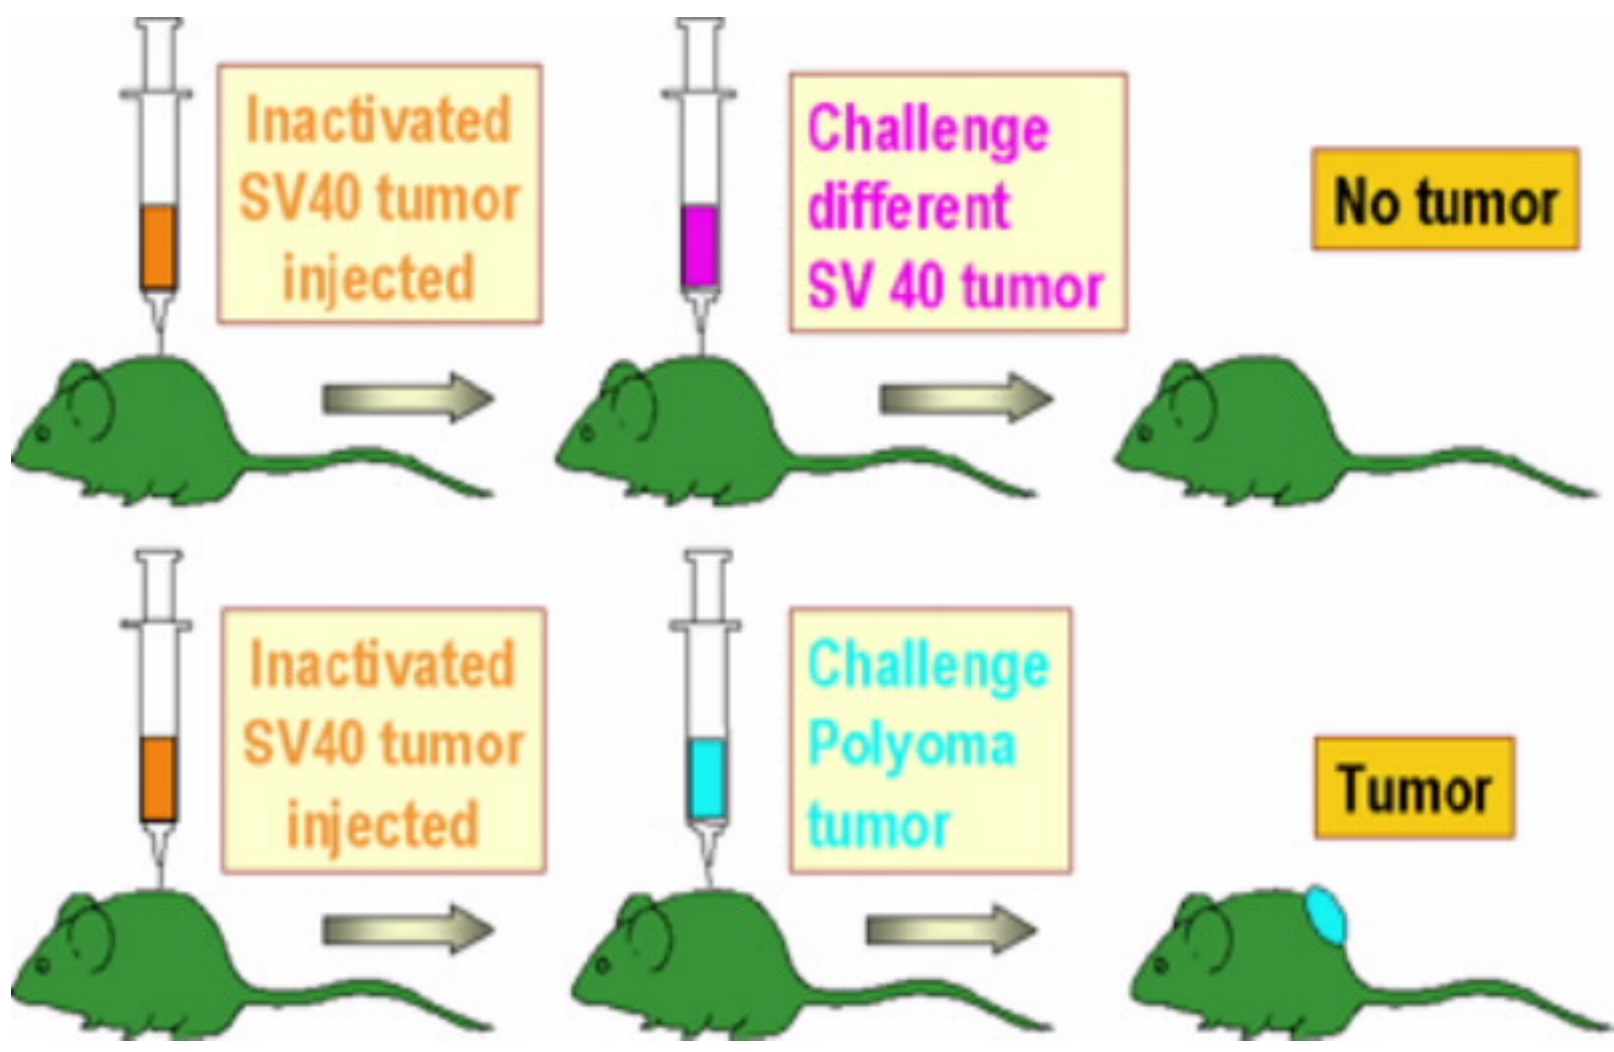 Inactivated
SV40 tumor
injected
Challenge
different
SV 40 tumor
No tumor
Inactivated
SV40 tumor
injected
Challenge
Polyoma
tumor
Tumor